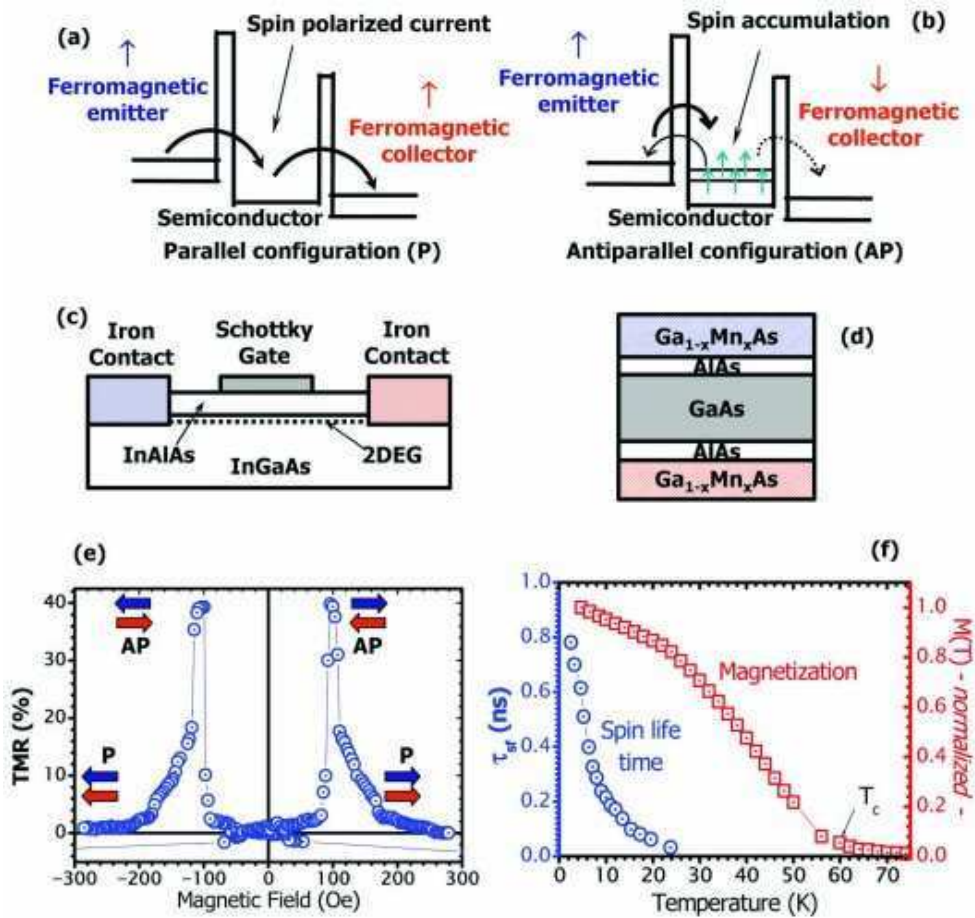 (a)
Spin polarized current
Ferromagnetic
emitter
Ferromagnetic
collector
Semiconductor
Parallel configuration (P)
Spin accumulation
(b)
Ferromagnetic
emitter
Ferromagnetic
collector
Semiconductor
Antiparallel configuration (AP)
(c)
Iron
Contact
Schottky
Gate
Iron
Contact
InAlAs
2DEG
InGaAs
(d)
Ga1-xMnxAs
AlAs
GaAs
AlAs
Ga1-xMnxAs
(e)
TMR (%)
40
30
20
10
0
AP
AP
P
P
−300 −200 −100 0 100 200 300
Magnetic Field (Oe)
(f)
τsf (ns)
1.0
0.8
0.6
0.4
0.2
0.0
Magnetization
Spin life
time
Tc
1.0
0.8
0.6
0.4
0.2
0.0
M(T) - normalized -
0 10 20 30 40 50 60 70
Temperature (K)